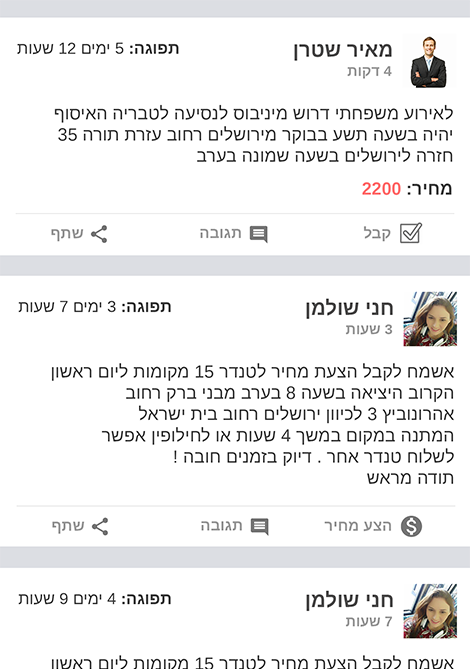 מאיר שטרן
תפוגה: 5 ימים 12 שעות
4 דקות
לאירוע משפחתי דרוש מיניבוס לנסיעה לטבריה האיסוף
יהיה בשעה תשע בבוקר מירושלים רחוב עזרת תורה 35
חזרה לירושלים בשעה שמונה בערב
מחיר: 2200
קבל
תגובה
שתף
חני שולמן
תפוגה: 3 ימים 7 שעות
3 שעות
אשמח לקבל הצעת מחיר לטנדר 15 מקומות ליום ראשון
הקרוב היציאה בשעה 8 בערב מבני ברק רחוב
אהרונוביץ 3 לכיוון ירושלים רחוב בית ישראל
המתנה במקום במשך 4 שעות או לחילופין אפשר
לשלוח טנדר אחר . דיוק בזמנים חובה !
תודה מראש
הצע מחיר
תגובה
שתף
חני שולמן
תפוגה: 4 ימים 9 שעות
7 שעות
אשמח לקבל הצעת מחיר לטנדר 15 מקומות ליום ראשון